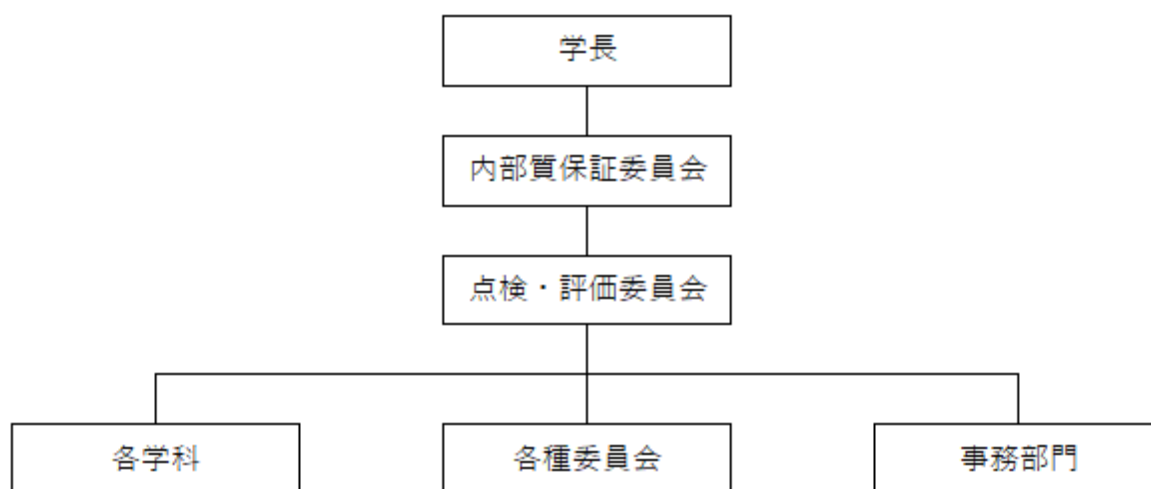 学長
内部質保証委員会
点検・評価委員会
各学科
各種委員会
事務部門